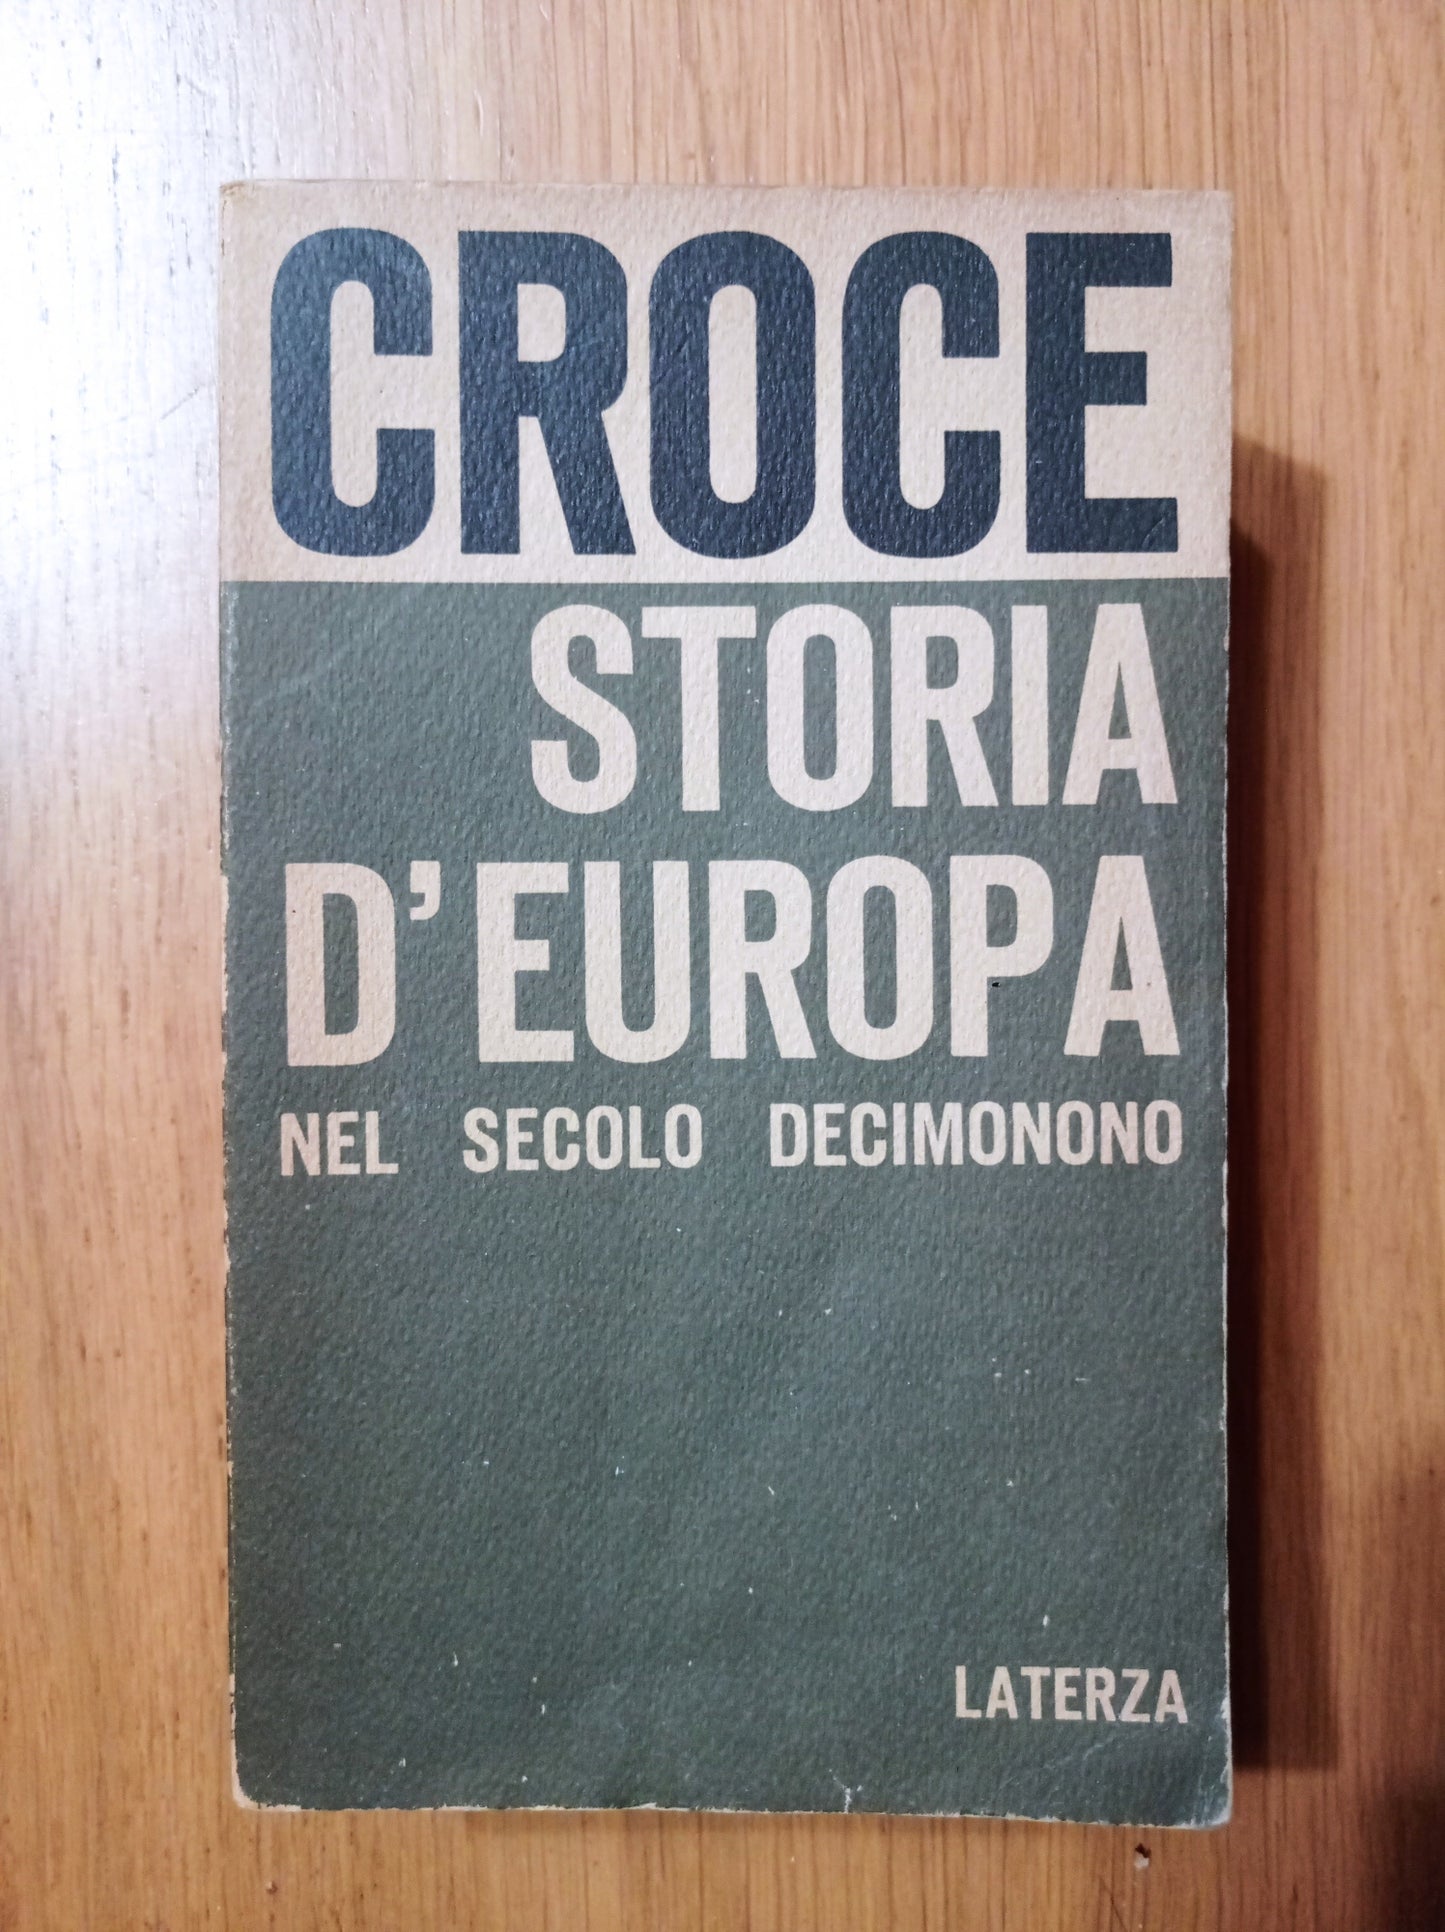 CROCE
STORIA
D'EUROPA
NEL SECOLO DECIMONONO
LATERZA